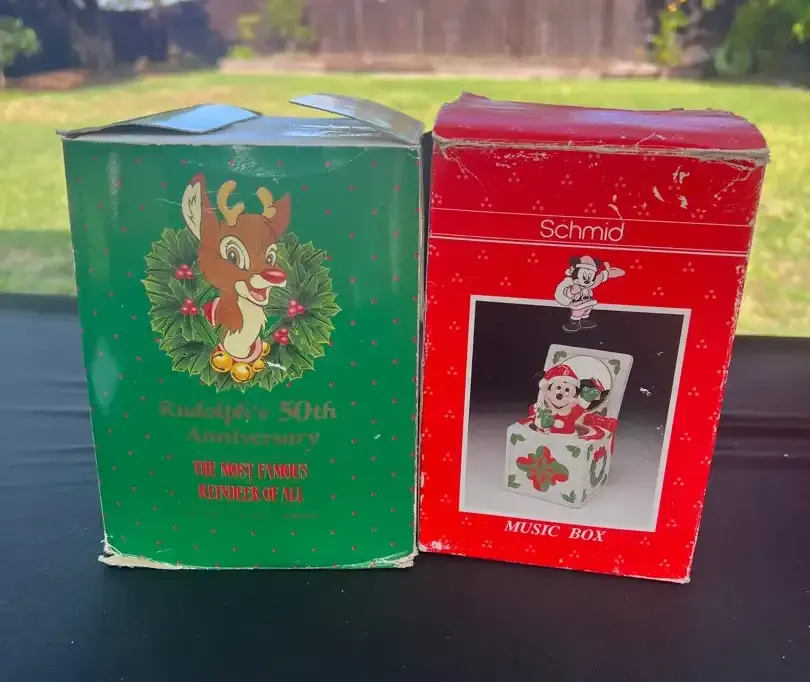 Rudolph's 50th
Anniversary
THE MOST FAMOUS
REINDEER OF ALL
Schmid
MUSIC BOX